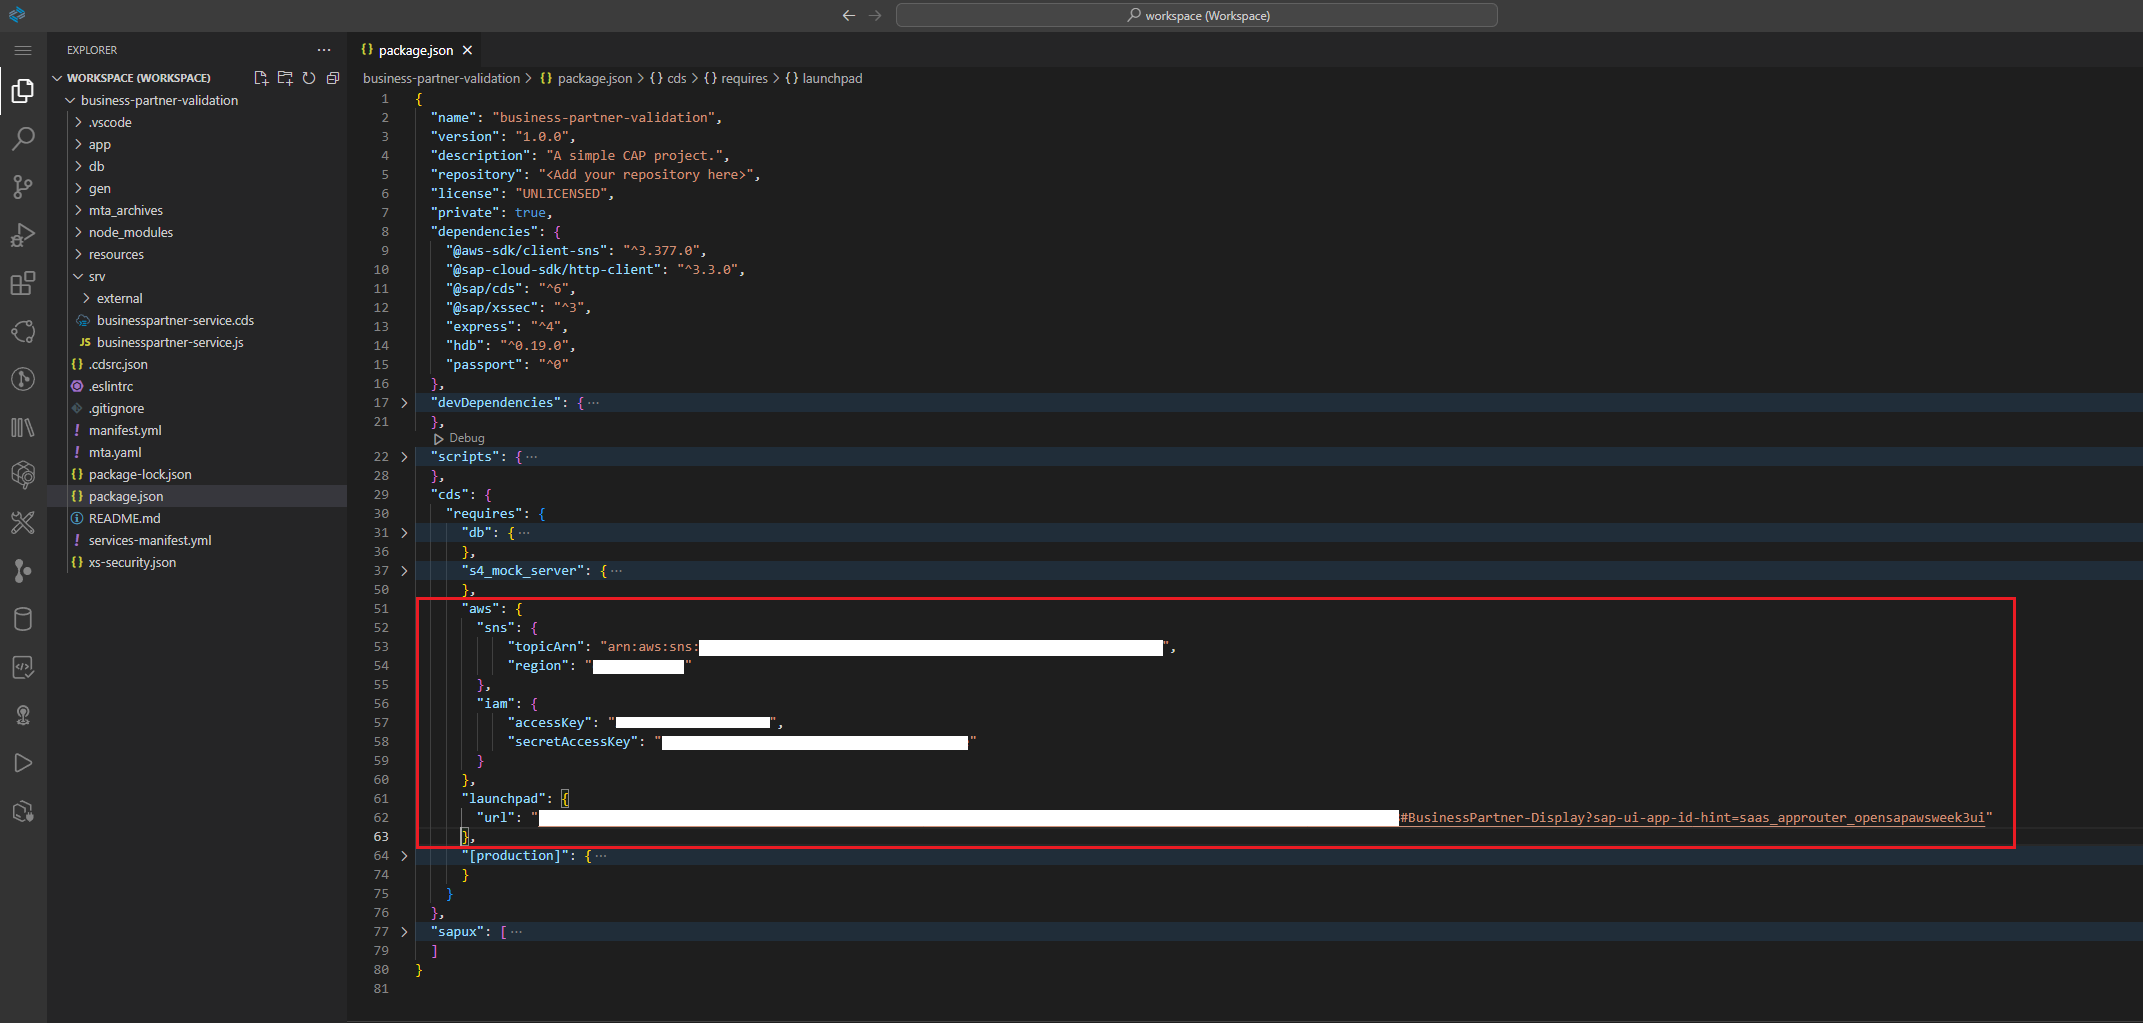 workspace (Workspace)
EXPLORER
WORKSPACE (WORKSPACE)
business-partner-validation
.vscode
app
db
gen
mta_archives
node_modules
resources
srv
external
businesspartner-service.cds
JS businesspartner-service.js
{} .cdsrc.json
.eslintrc
.gitignore
! manifest.yml
! mta.yaml
{} package-lock.json
{} package.json
README.md
! services-manifest.yml
{} xs-security.json
{} package.json
business-partner-validation > {} package.json > {} cds > {} requires > {} launchpad
1 {
2 "name": "business-partner-validation",
3 "version": "1.0.0",
4 "description": "A simple CAP project.",
5 "repository": "<Add your repository here>",
6 "license": "UNLICENSED",
7 "private": true,
8 "dependencies": {
9 "@aws-sdk/client-sns": "^3.377.0",
10 "@sap-cloud-sdk/http-client": "^3.3.0",
11 "@sap/cds": "^6",
12 "@sap/xssec": "^3",
13 "express": "^4",
14 "hdb": "^0.19.0",
15 "passport": "^0"
16 },
17 "devDependencies": { ...
21 },
Debug
22 "scripts": { ...
28 },
29 "cds": {
30 "requires": {
31 "db": { ...
36 },
37 "s4_mock_server": { ...
50 },
51 "aws": {
52 "sns": {
53 "topicArn": "arn:aws:sns: ",
54 "region": " "
55 },
56 "iam": {
57 "accessKey": " ",
58 "secretAccessKey": " "
59 }
60 },
61 "launchpad": {
62 "url": " #BusinessPartner-Display?sap-ui-app-id-hint=saas_approuter_opensapawsweek3ui"
63 },
64 "[production]": { ...
74 }
75 }
76 },
77 "sapux": [ ...
79 ]
80 }
81